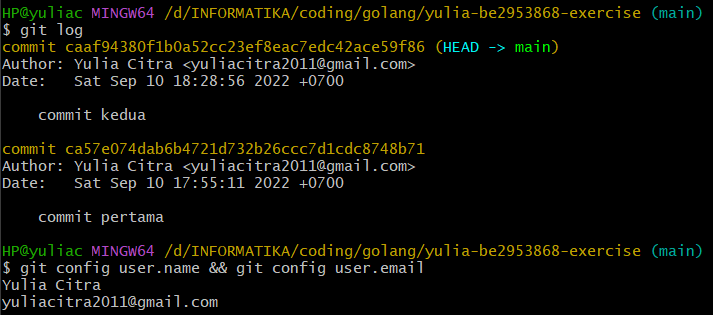 HP@yuliac MINGW64 /d/INFORMATIKA/coding/golang/yulia-be2953868-exercise (main)
$ git log
commit caaf94380f1b0a52cc23ef8eac7edc42ace59f86 (HEAD -> main)
Author: Yulia Citra <yuliacitra2011@gmail.com>
Date:   Sat Sep 10 18:28:56 2022 +0700
    commit kedua
commit ca57e074dab6b4721d732b26ccc7d1cdc8748b71
Author: Yulia Citra <yuliacitra2011@gmail.com>
Date:   Sat Sep 10 17:55:11 2022 +0700
    commit pertama
HP@yuliac MINGW64 /d/INFORMATIKA/coding/golang/yulia-be2953868-exercise (main)
$ git config user.name && git config user.email
Yulia Citra
yuliacitra2011@gmail.com